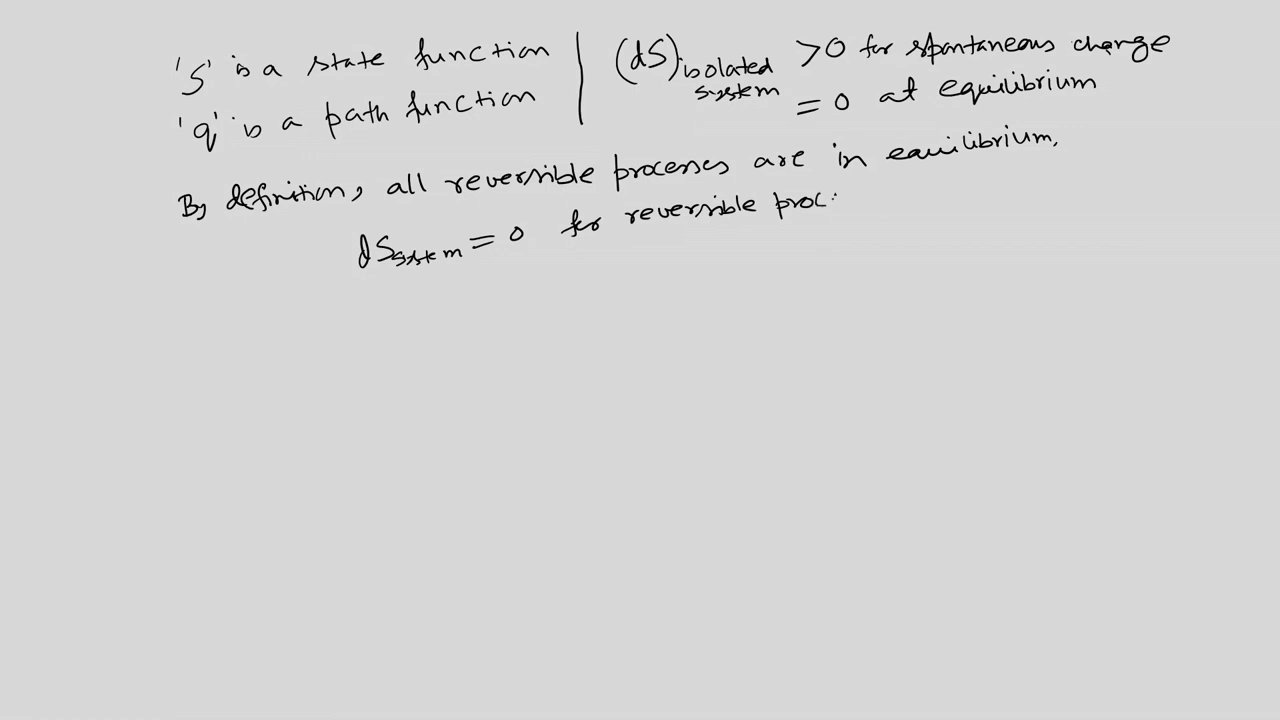 'S' is a state function
'q' is a path function
(dS)isolated system > 0 for spontaneous change
= 0 at equilibrium
By definition, all reversible processes are in equilibrium,
dSsystem = 0 for reversible proc